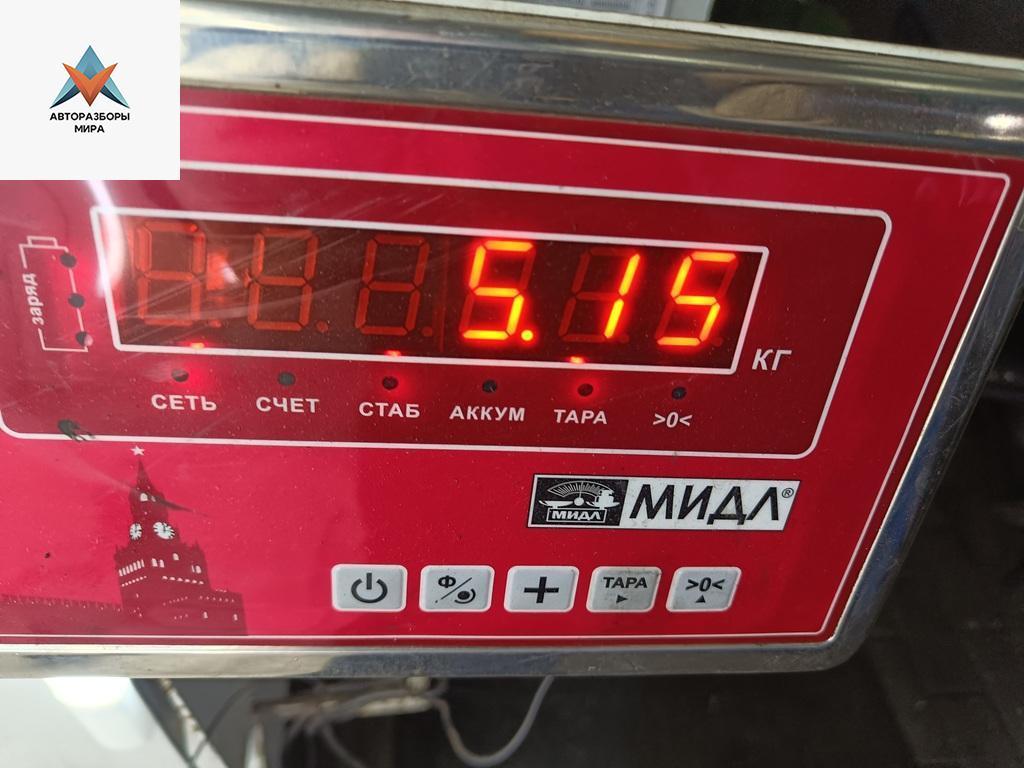 АВТОРАЗБОРЫ
МИРА
заряд
5.15
КГ
СЕТЬ СЧЕТ СТАБ АККУМ ТАРА >0<
МИДЛ МИДЛ®
Ф/ + ТАРА >0<